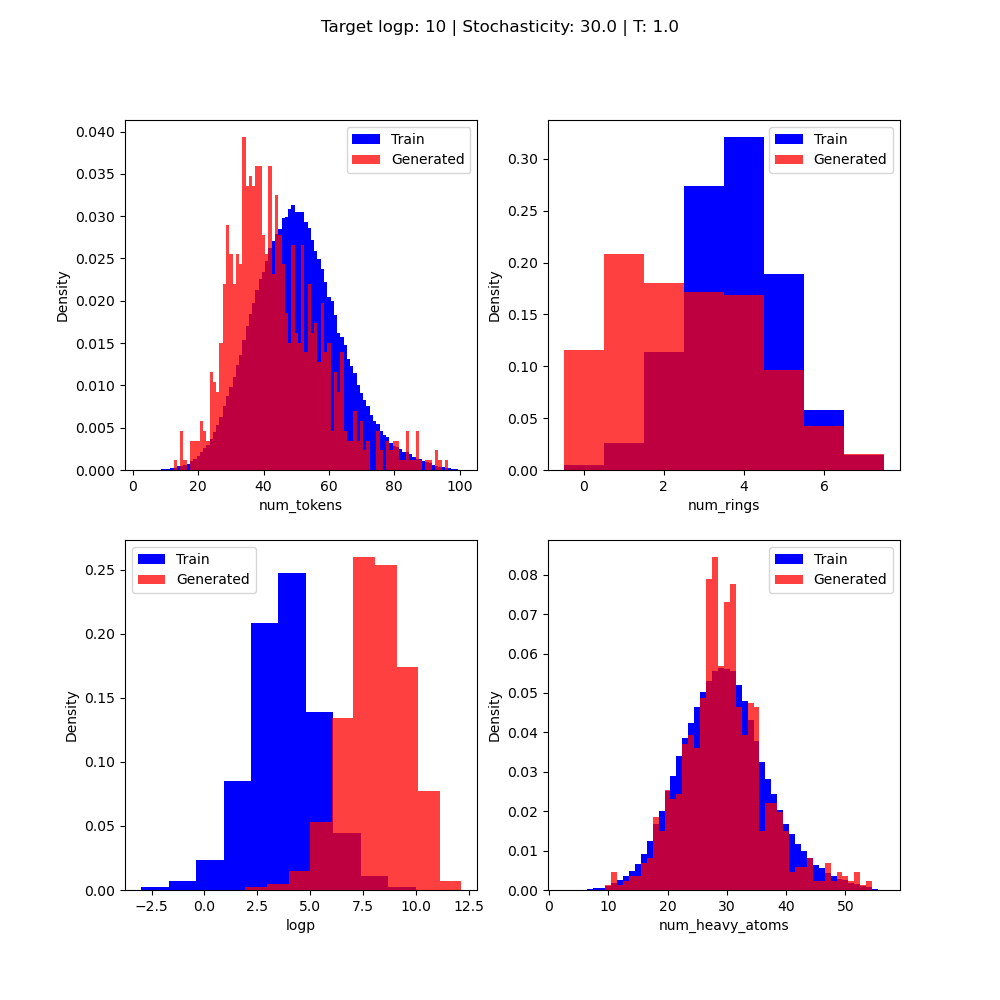 Target logp: 10 | Stochasticity: 30.0 | T: 1.0
Train
Generated
0.040
0.035
0.030
0.025
0.020
0.015
0.010
0.005
0.000
Density
0 20 40 60 80 100
num_tokens
Train
Generated
0.30
0.25
0.20
0.15
0.10
0.05
0.00
Density
0 2 4 6
num_rings
Train
Generated
0.25
0.20
0.15
0.10
0.05
0.00
Density
−2.5 0.0 2.5 5.0 7.5 10.0 12.5
logp
Train
Generated
0.08
0.07
0.06
0.05
0.04
0.03
0.02
0.01
0.00
Density
0 10 20 30 40 50
num_heavy_atoms